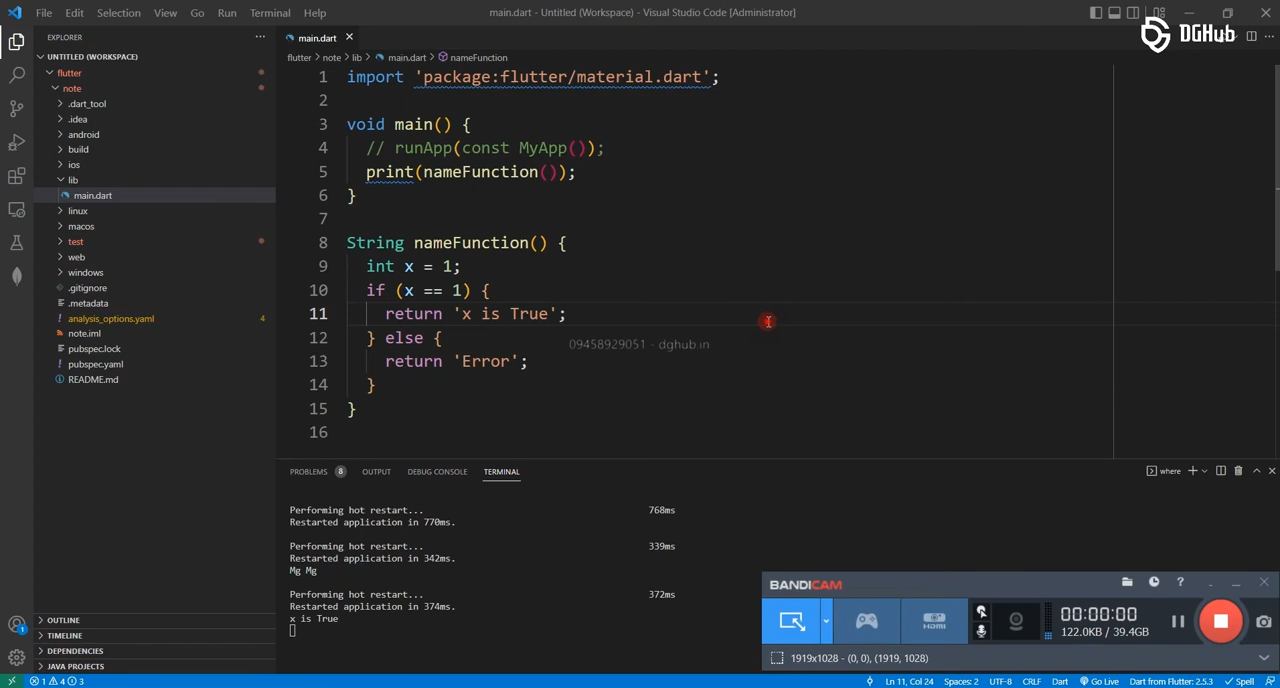 File Edit Selection View Go Run Terminal Help
main.dart - Untitled (Workspace) - Visual Studio Code [Administrator]
DGHub
EXPLORER
main.dart
UNTITLED (WORKSPACE)
flutter
note
.dart_tool
.idea
android
build
ios
lib
main.dart
linux
macos
test
web
windows
.gitignore
.metadata
analysis_options.yaml 4
note.iml
pubspec.lock
pubspec.yaml
README.md
OUTLINE
TIMELINE
DEPENDENCIES
JAVA PROJECTS
flutter > note > lib > main.dart > nameFunction
1 import 'package:flutter/material.dart';
2
3 void main() {
4 // runApp(const MyApp());
5 print(nameFunction());
6 }
7
8 String nameFunction() {
9 int x = 1;
10 if (x == 1) {
11 return 'x is True';
12 } else {
13 return 'Error';
14 }
15 }
16
09458929051 - dghub.in
PROBLEMS 8 OUTPUT DEBUG CONSOLE TERMINAL
where
Performing hot restart... 768ms
Restarted application in 770ms.
Performing hot restart... 339ms
Restarted application in 342ms.
Mg Mg
Performing hot restart... 372ms
Restarted application in 374ms.
x is True
BANDICAM
HDMI
00:00:00
122.0KB / 39.4GB
1919x1028 - (0, 0), (1919, 1028)
1 4 3
Ln 11, Col 24 Spaces: 2 UTF-8 CRLF Dart Go Live Dart from Flutter: 2.5.3 Spell